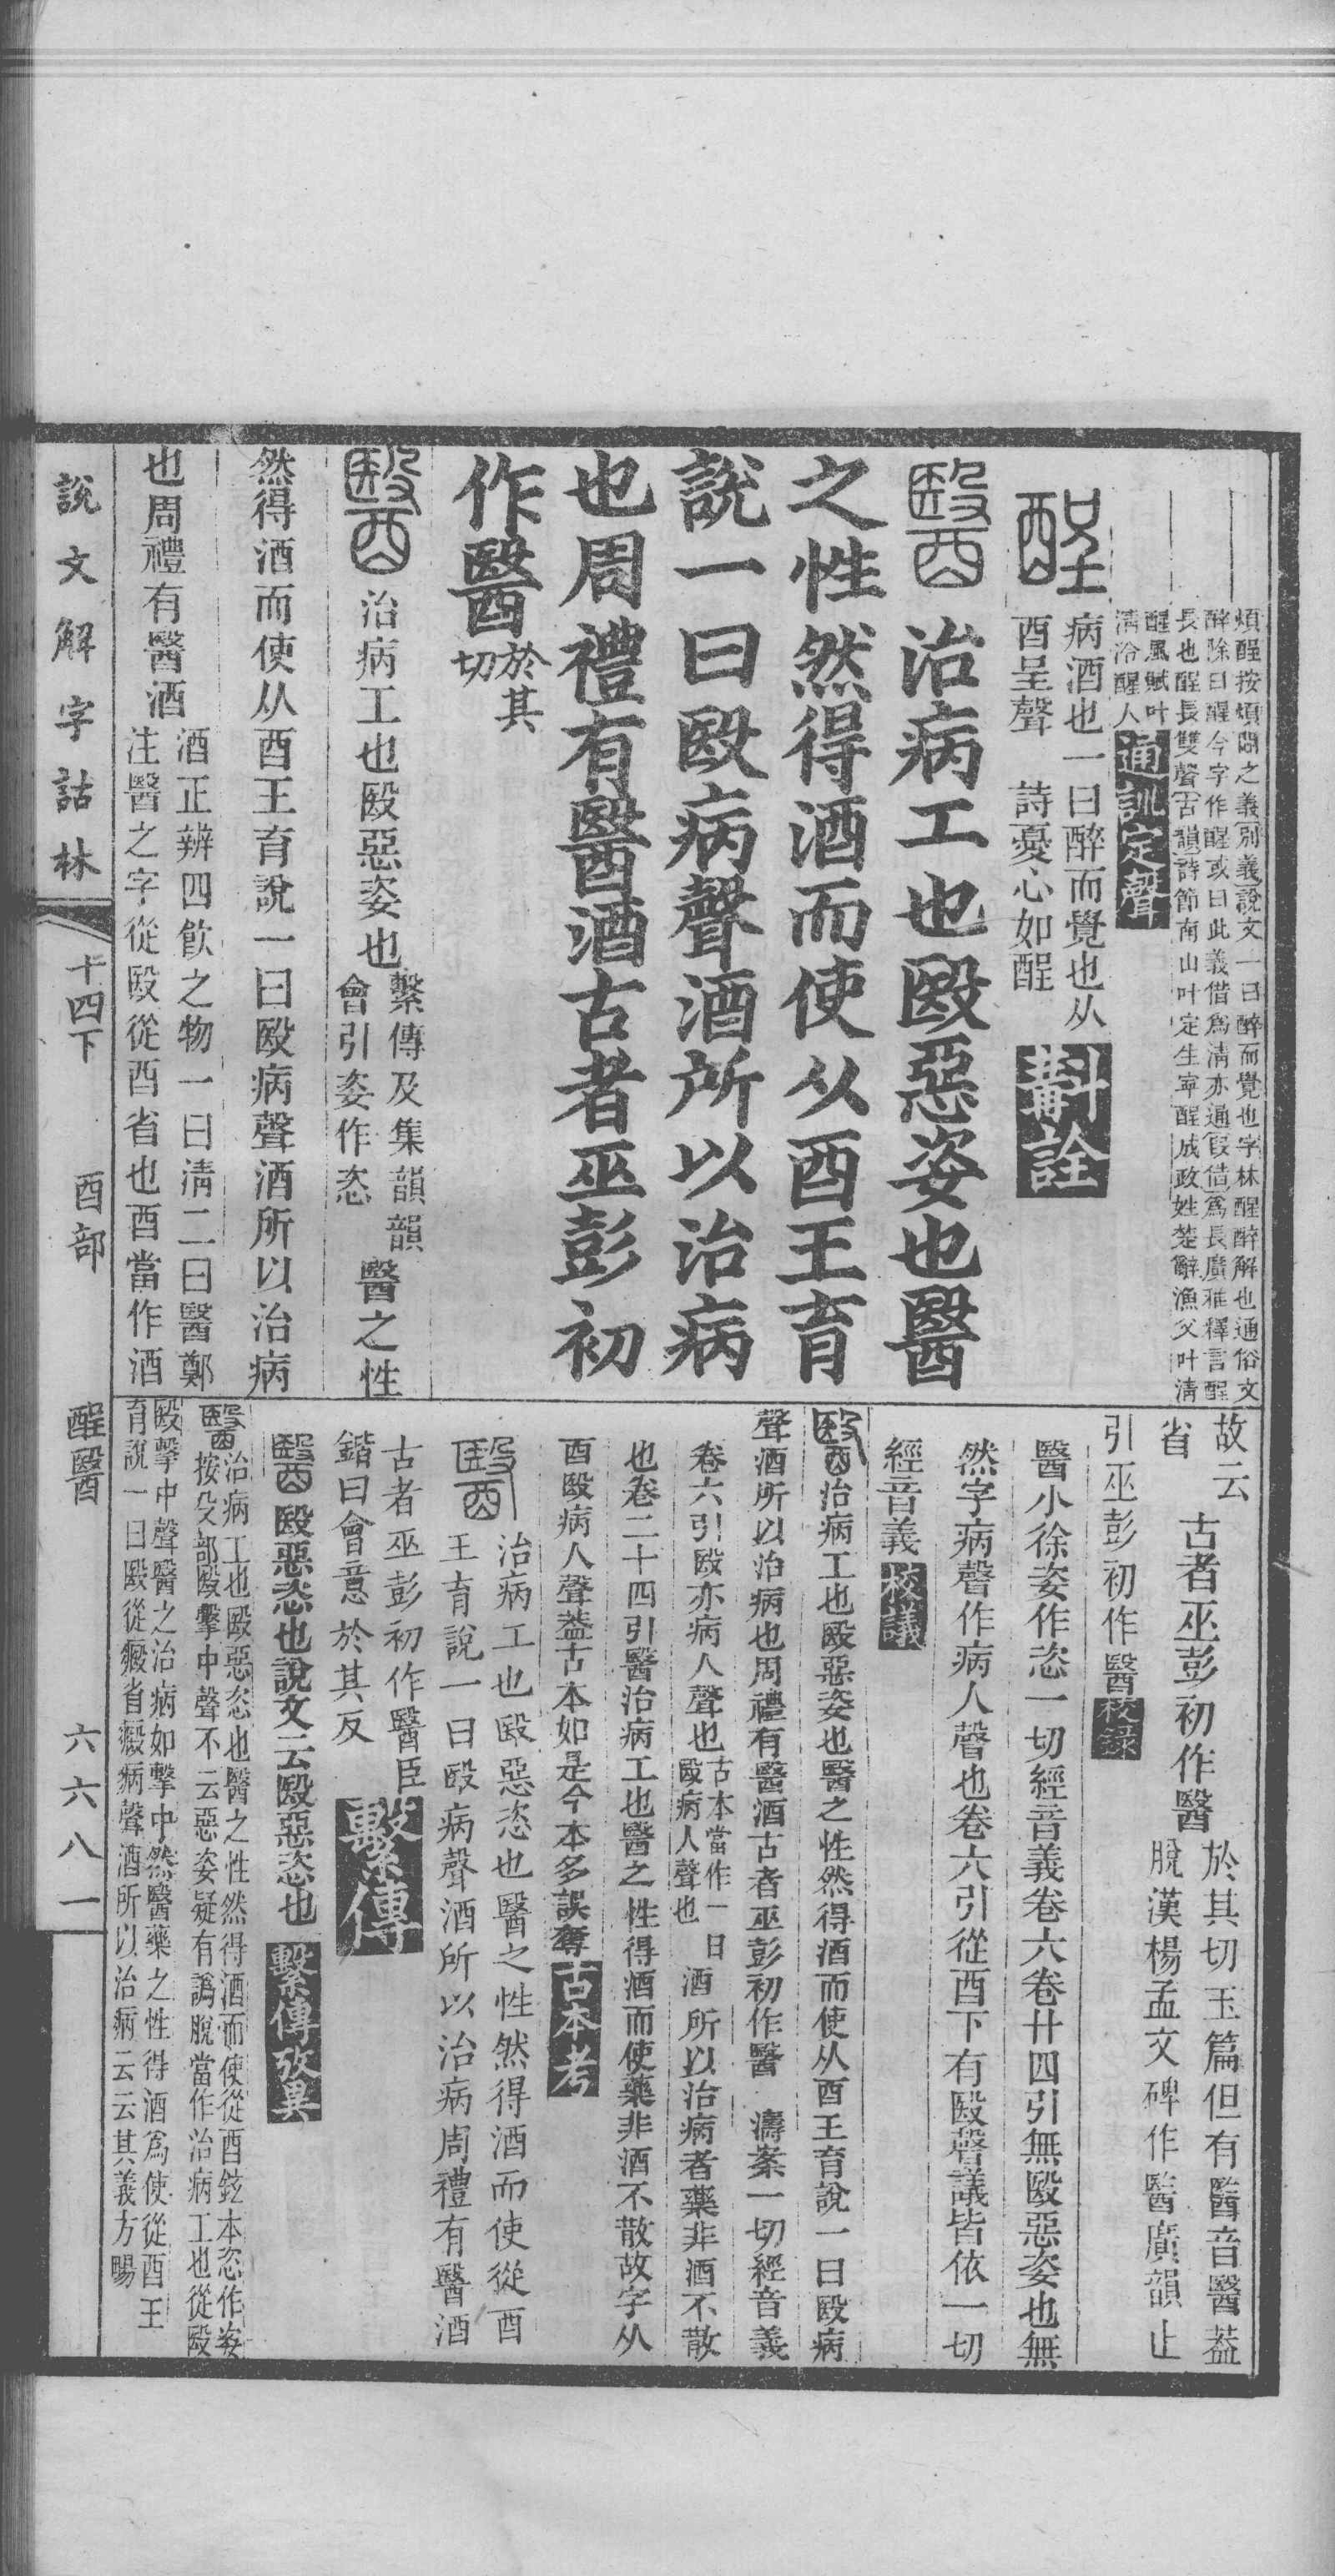 煩酲按煩悶之義別義說文一曰醉而覺也字林醒醉解也通俗文
醉除曰醒今字作醒或曰此義借爲淸亦通叚借爲長廣雅釋言酲
長也酲長雙聲古韻詩節南山叶定生寧酲成政姓楚辭漁父叶淸
醒風賦叶
淸泠酲人通訓定聲
病酒也一曰醉而覺也从
酉呈聲 詩憂心如酲
斠詮
治病工也殹惡姿也醫
之性然得酒而使从酉王育
說一曰殹病聲酒所以治病
也周禮有醫酒古者巫彭初
作醫於其切
醫治病工也殹惡姿也繫傳及集韻韻會引姿作恣醫之性
然得酒而使从酉王育說一曰殹病聲酒所以治病
也周禮有醫酒
酒正辨四飮之物一曰淸二曰醫鄭
注醫之字從殹從酉省也酉當作酒
故云省古者巫彭初作醫
於其切玉篇但有醫音醫葢
脫漢楊孟文碑作醫廣韻止
引巫彭初作醫校錄
醫小徐姿作恣一切經音義卷六卷廿四引無殹惡姿也無
然字病聲作病人聲也卷六引從酉下有殹聲議皆依一切
經音義校議
醫治病工也殹惡姿也醫之性然得酒而使从酉王育說一曰殹病
聲酒所以治病也周禮有醫酒古者巫彭初作醫 濤案一切經音義
卷六引殹亦病人聲也古本當作一曰殹病人聲也酒所以治病者藥非酒不散
也卷二十四引醫治病工也醫之性得酒而使藥非酒不散故字从
酉殹病人聲葢古本如是今本多誤奪古本考
醫治病工也殹惡恣也醫之性然得酒而使從酉
王育說一曰殹病聲酒所以治病周禮有醫酒
古者巫彭初作醫臣
鍇曰會意於其反
繫傳
醫殹惡恣也說文云殹惡恣也繫傳攷異
醫治病工也殹惡恣也醫之性然得酒而使從酉鉉本恣作姿
按殳部殹擊中聲不云惡姿疑有譌脫當作治病工也從殹
殹擊中聲醫之治病如擊中然醫藥之性得酒爲使從酉王
育說一曰殹從癜省癜病聲酒所以治病云云其義方暢
說文解字詁林
十四下
酉部
酲醫
六六八一